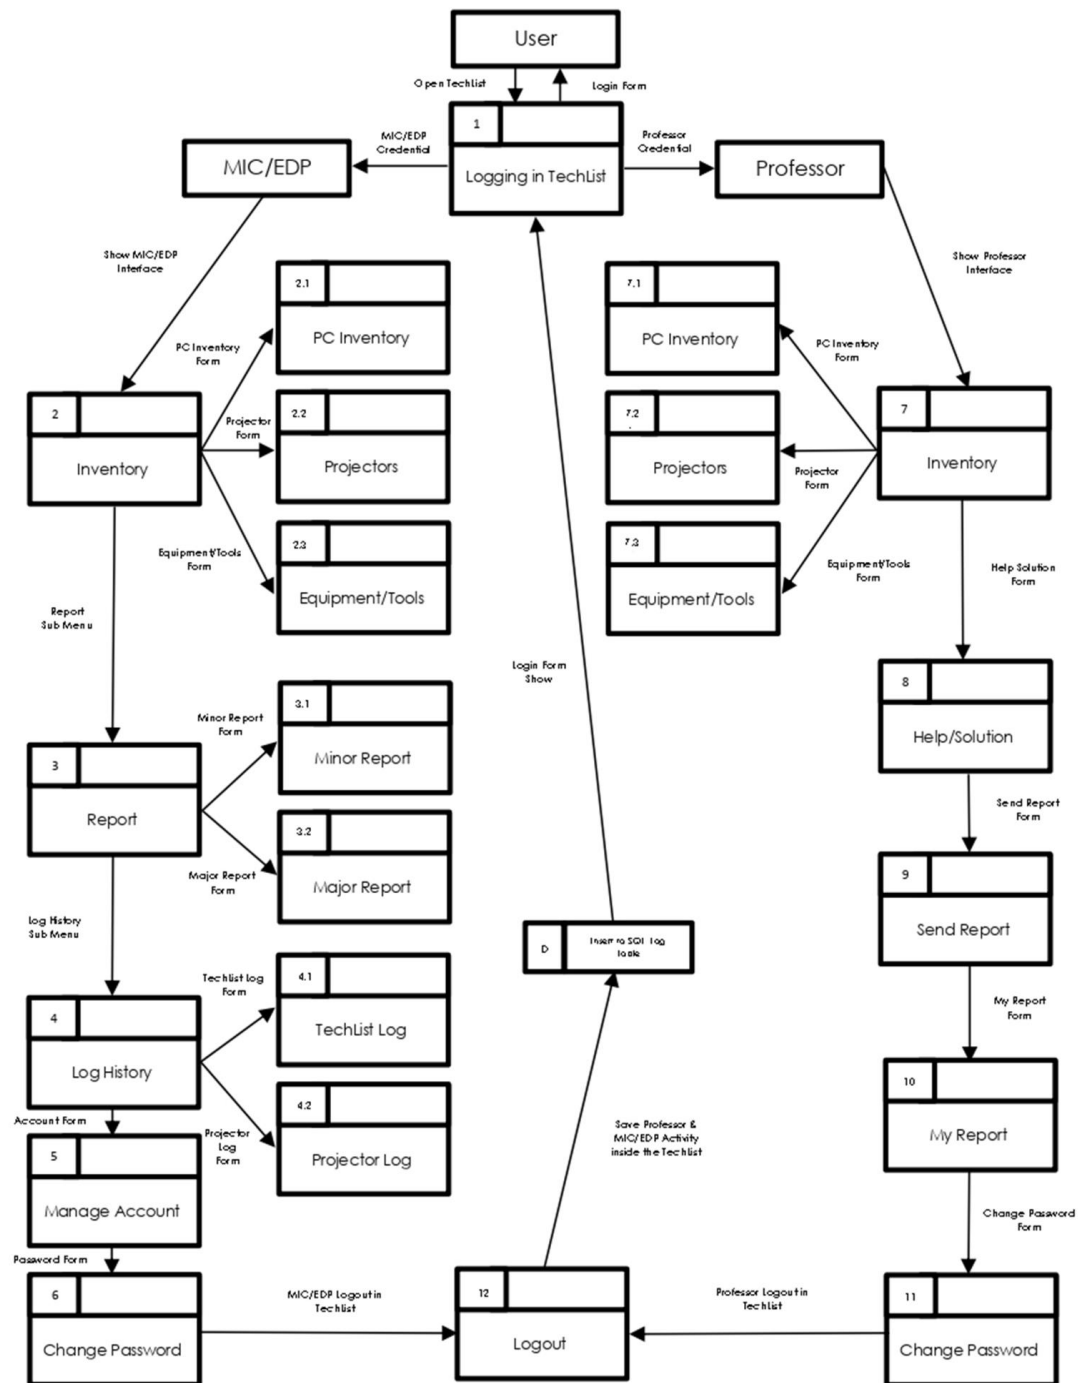 User
Open TechList
Login Form
1
Logging in TechList
MIC/EDP
Credential
Professor
Credential
MIC/EDP
Professor
Show MIC/EDP
Interface
Show Professor
Interface
2.1
PC Inventory
7.1
PC Inventory
PC Inventory
Form
PC Inventory
Form
2
Inventory
Projector
Form
2.2
Projectors
7.2
Projectors
Projector
Form
7
Inventory
Equipment/Tools
Form
2.3
Equipment/Tools
7.3
Equipment/Tools
Equipment/Tools
Form
Help Solution
Form
Report
Sub Menu
Login Form
Show
8
Help/Solution
Minor Report
Form
3.1
Minor Report
3
Report
Send Report
Form
Major Report
Form
3.2
Major Report
9
Send Report
Log History
Sub Menu
D
Insert to SQL Log
Table
Techlist Log
Form
4.1
TechList Log
My Report
Form
4
Log History
10
My Report
Account Form
Projector
Log
Form
4.2
Projector Log
Save Professor &
MIC/EDP Activity
inside the Techlist
5
Manage Account
Change Password
Form
Password Form
6
Change Password
MIC/EDP Logout in
Techlist
12
Logout
Professor Logout in
Techlist
11
Change Password